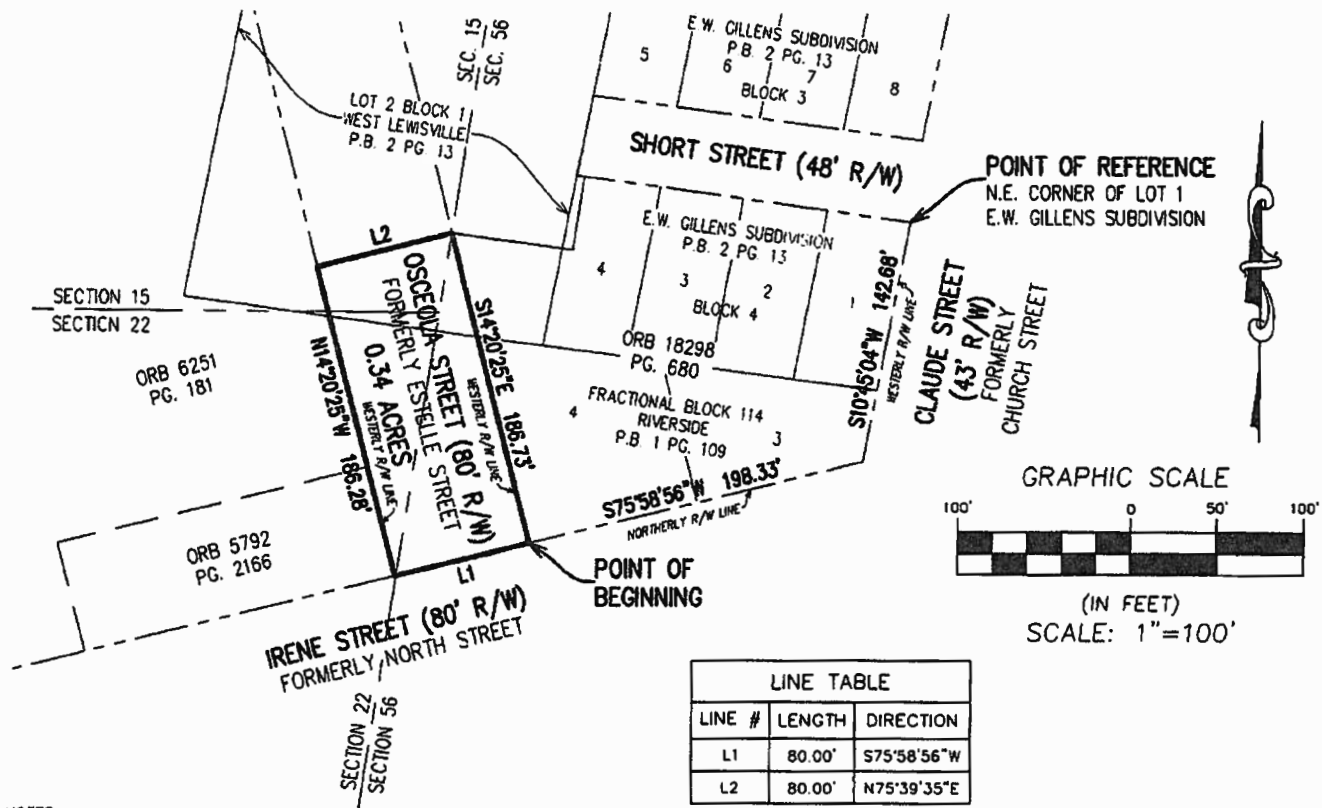 SEC. 15
SEC. 56
E.W. GILLENS SUBDIVISION
P.B. 2 PG. 13
5
6
7
8
BLOCK 3
LOT 2 BLOCK 1
WEST LEWISVILLE
P.B. 2 PG. 13
SHORT STREET (48' R/W)
POINT OF REFERENCE
N.E. CORNER OF LOT 1
E.W. GILLENS SUBDIVISION
E.W. GILLENS SUBDIVISION
P.B. 2 PG. 13
4
3
2
1
BLOCK 4
ORB 18298
PG. 680
S10°45'04"W 142.68'
WESTERLY R/W LINE
CLAUDE STREET
(43' R/W)
FORMERLY
CHURCH STREET
L2
SECTION 15
SECTION 22
ORB 6251
PG. 181
N14°20'25"W 186.28'
WESTERLY R/W LINE
0.34 ACRES
FORMERLY ESTELLE STREET
OSCEOLA STREET (80' R/W)
WESTERLY R/W LINE
S14°20'25"E 186.73'
4
FRACTIONAL BLOCK 114
RIVERSIDE
P.B. 1 PG. 109
3
S75°58'56"W 198.33'
NORTHERLY R/W LINE
ORB 5792
PG. 2166
L1
POINT OF
BEGINNING
IRENE STREET (80' R/W)
FORMERLY NORTH STREET
SECTION 22
SECTION 56
GRAPHIC SCALE
100' 0 50' 100'
(IN FEET)
SCALE: 1"=100'
LINE TABLE
LINE # LENGTH DIRECTION
L1 80.00' S75°58'56"W
L2 80.00' N75°39'35"E